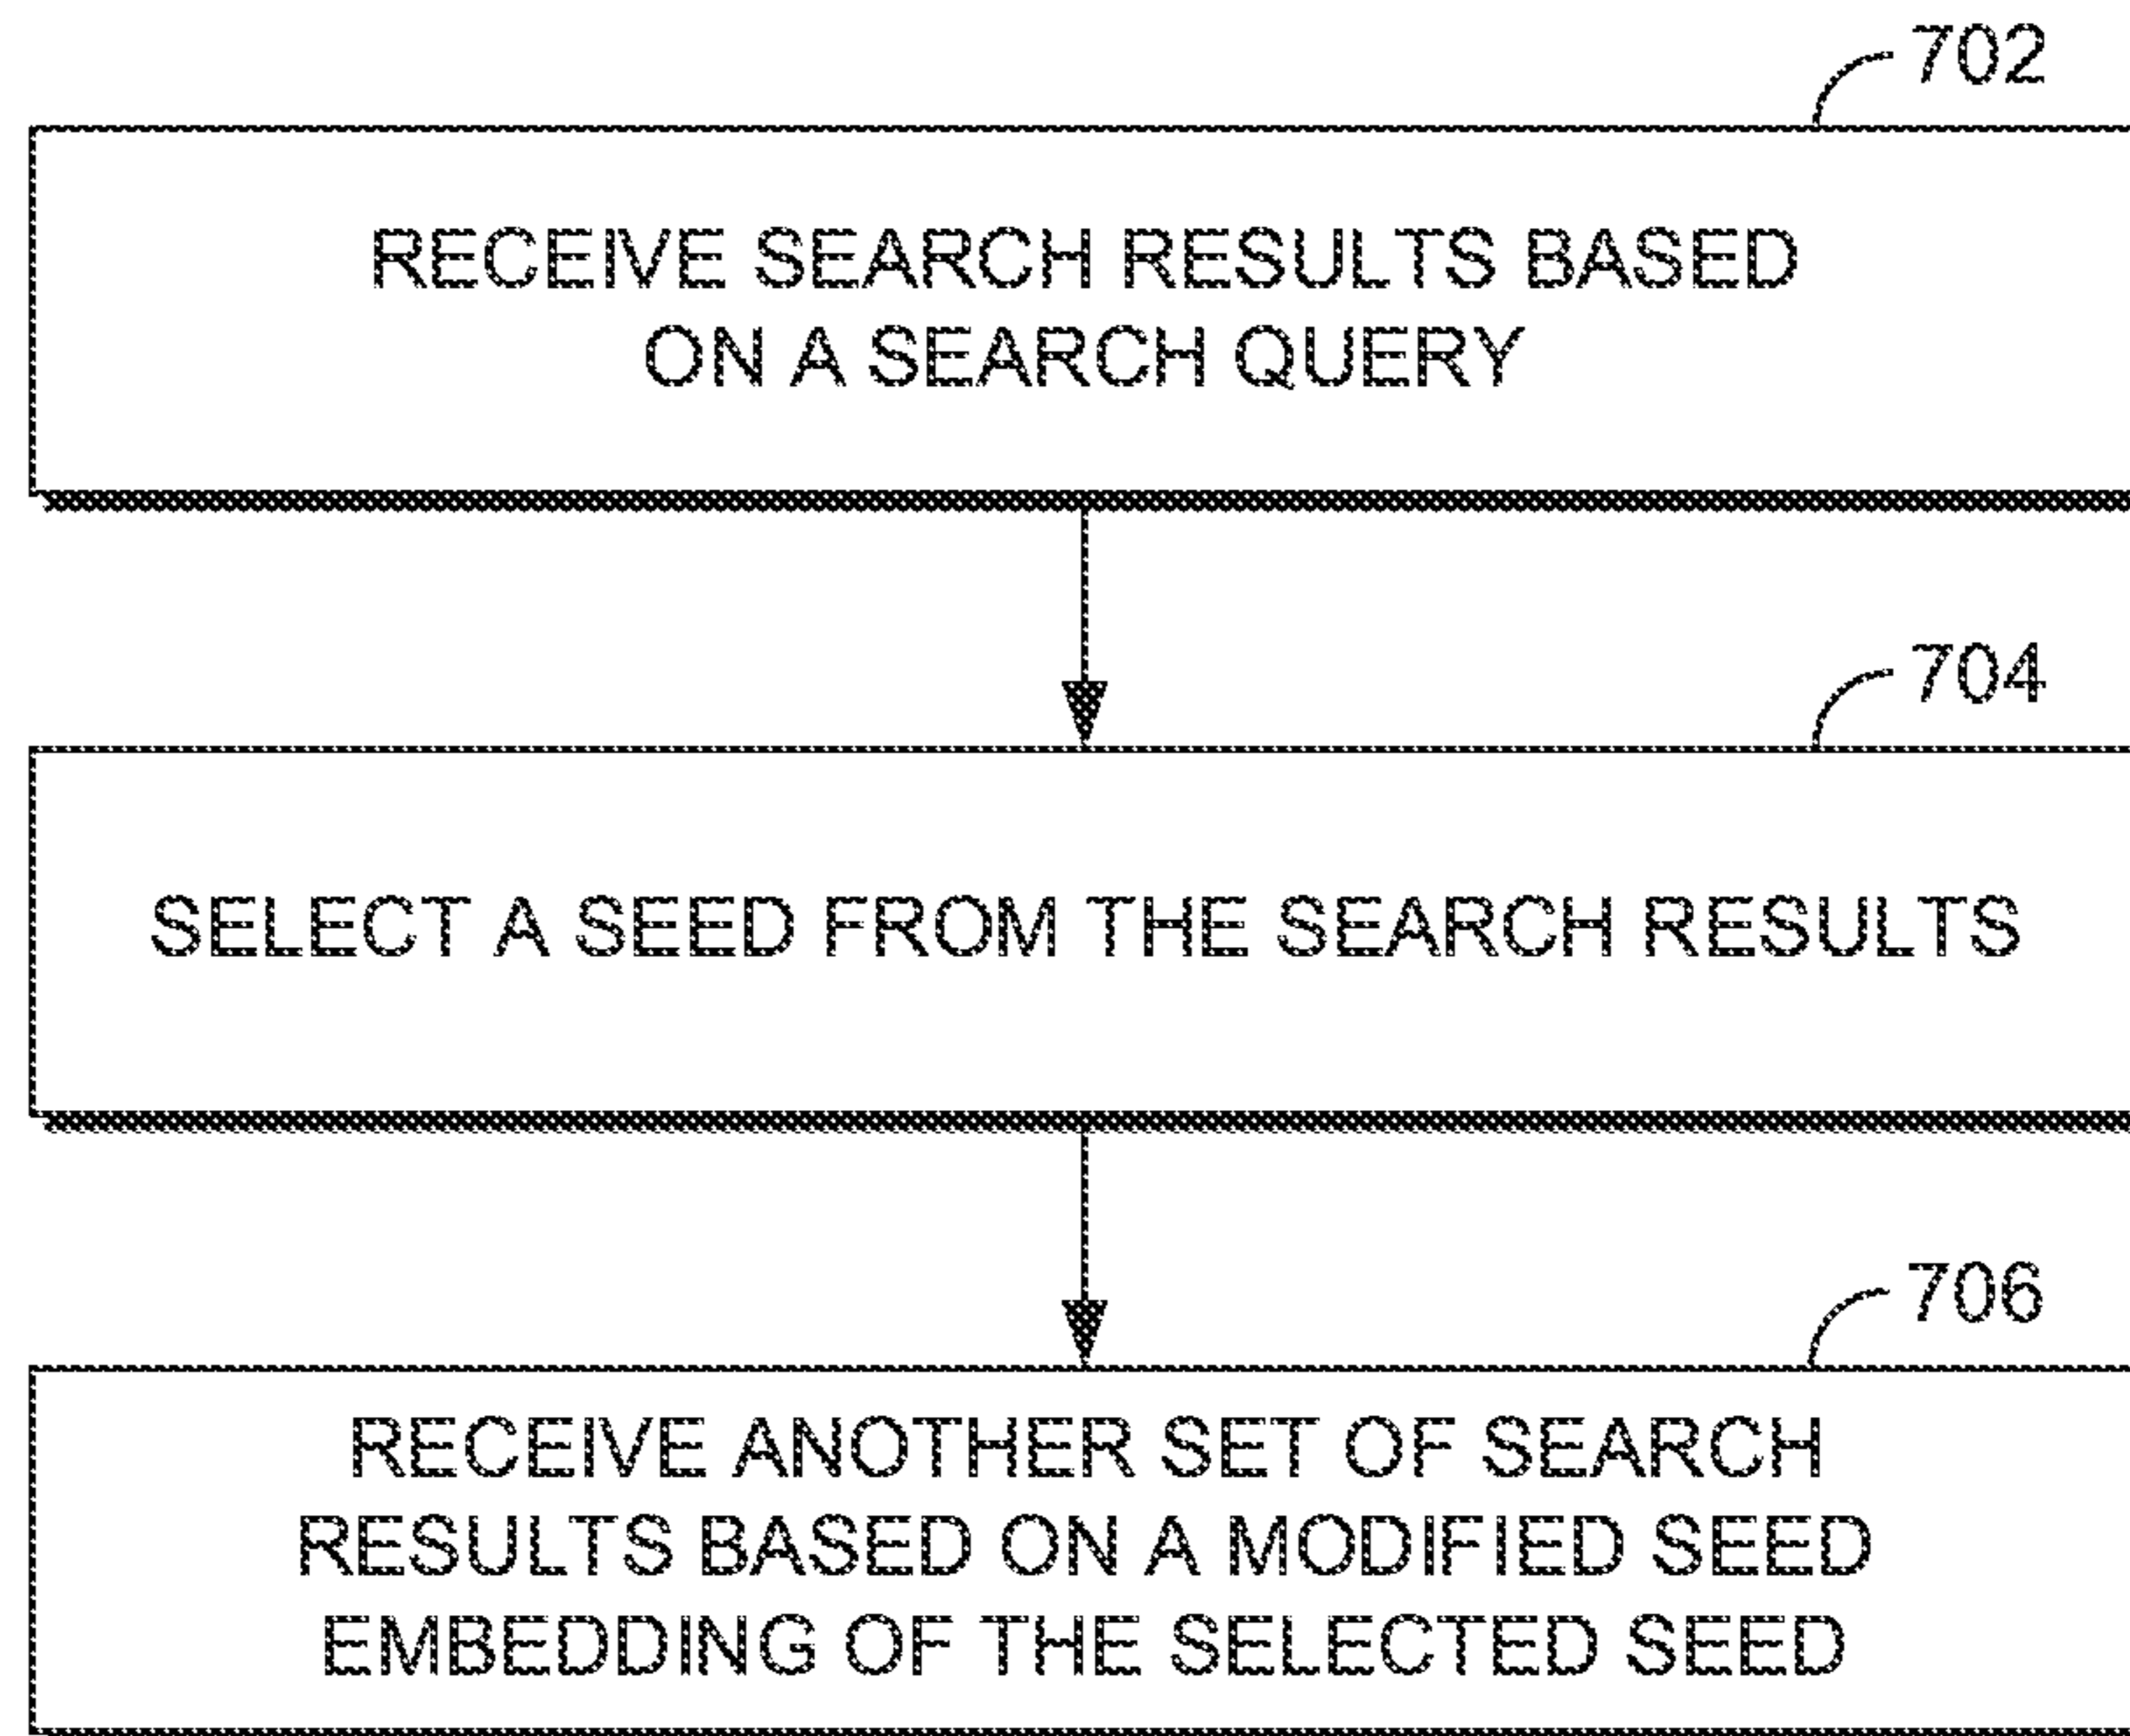 702
RECEIVE SEARCH RESULTS BASED
ON A SEARCH QUERY
704
SELECT A SEED FROM THE SEARCH RESULTS
706
RECEIVE ANOTHER SET OF SEARCH
RESULTS BASED ON A MODIFIED SEED
EMBEDDING OF THE SELECTED SEED